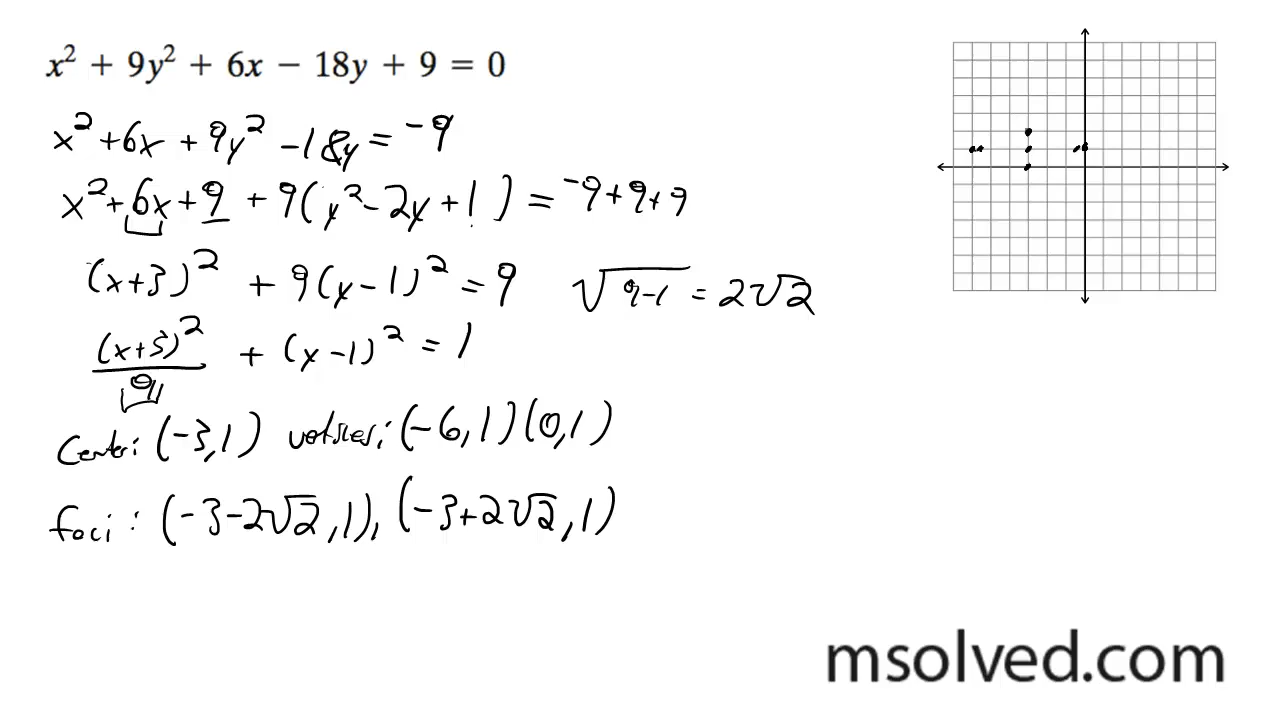 x² + 9y² + 6x − 18y + 9 = 0
x² + 6x + 9y² - 18y = -9
x² + 6x + 9 + 9(y² - 2y + 1) = -9 + 9 + 9
(x+3)² + 9(y-1)² = 9 √(9-1) = 2√2
(x+3)²/9 + (y-1)² = 1
Center: (-3,1) (-6,1) (0,1)
foci: (-3-2√2, 1), (-3+2√2, 1)
msolved.com